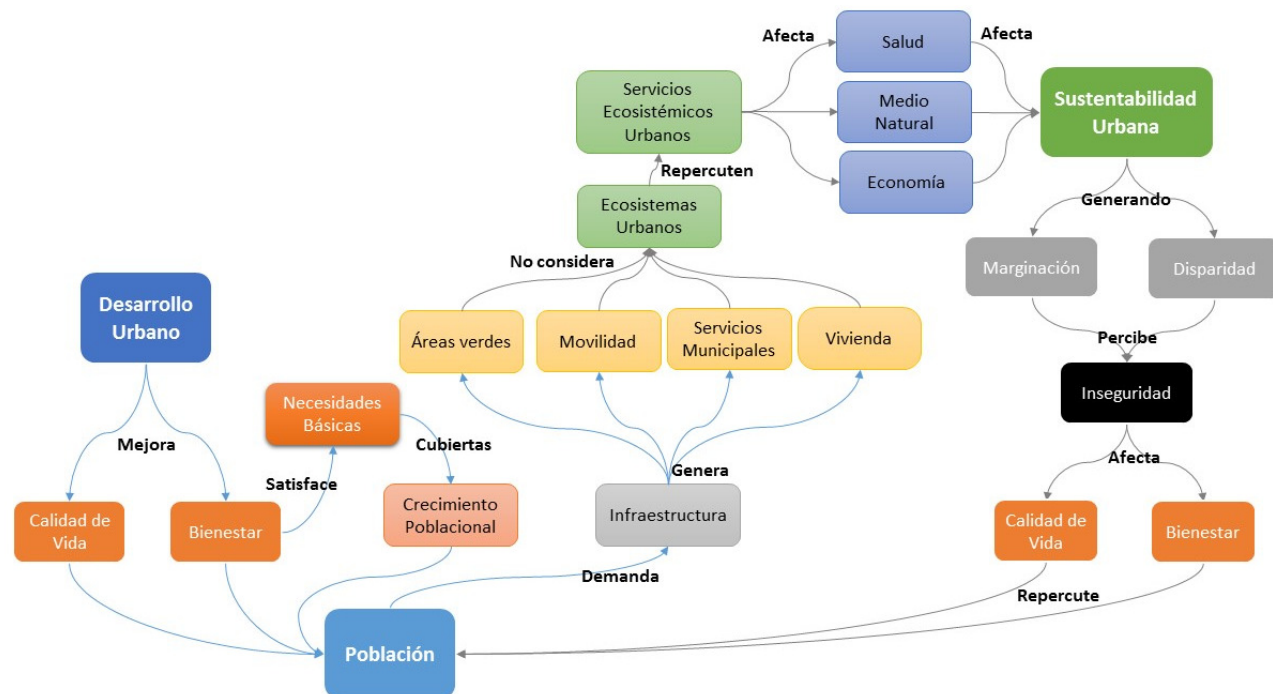 Afecta
Salud
Afecta
Servicios
Ecosistémicos
Urbanos
Medio
Natural
Sustentabilidad
Urbana
Repercuten
Economía
Ecosistemas
Urbanos
Generando
No considera
Marginación
Disparidad
Desarrollo
Urbano
Áreas verdes
Movilidad
Servicios
Municipales
Vivienda
Percibe
Inseguridad
Necesidades
Básicas
Mejora
Cubiertas
Satisface
Genera
Afecta
Crecimiento
Poblacional
Infraestructura
Calidad de
Vida
Bienestar
Calidad de
Vida
Bienestar
Demanda
Repercute
Población